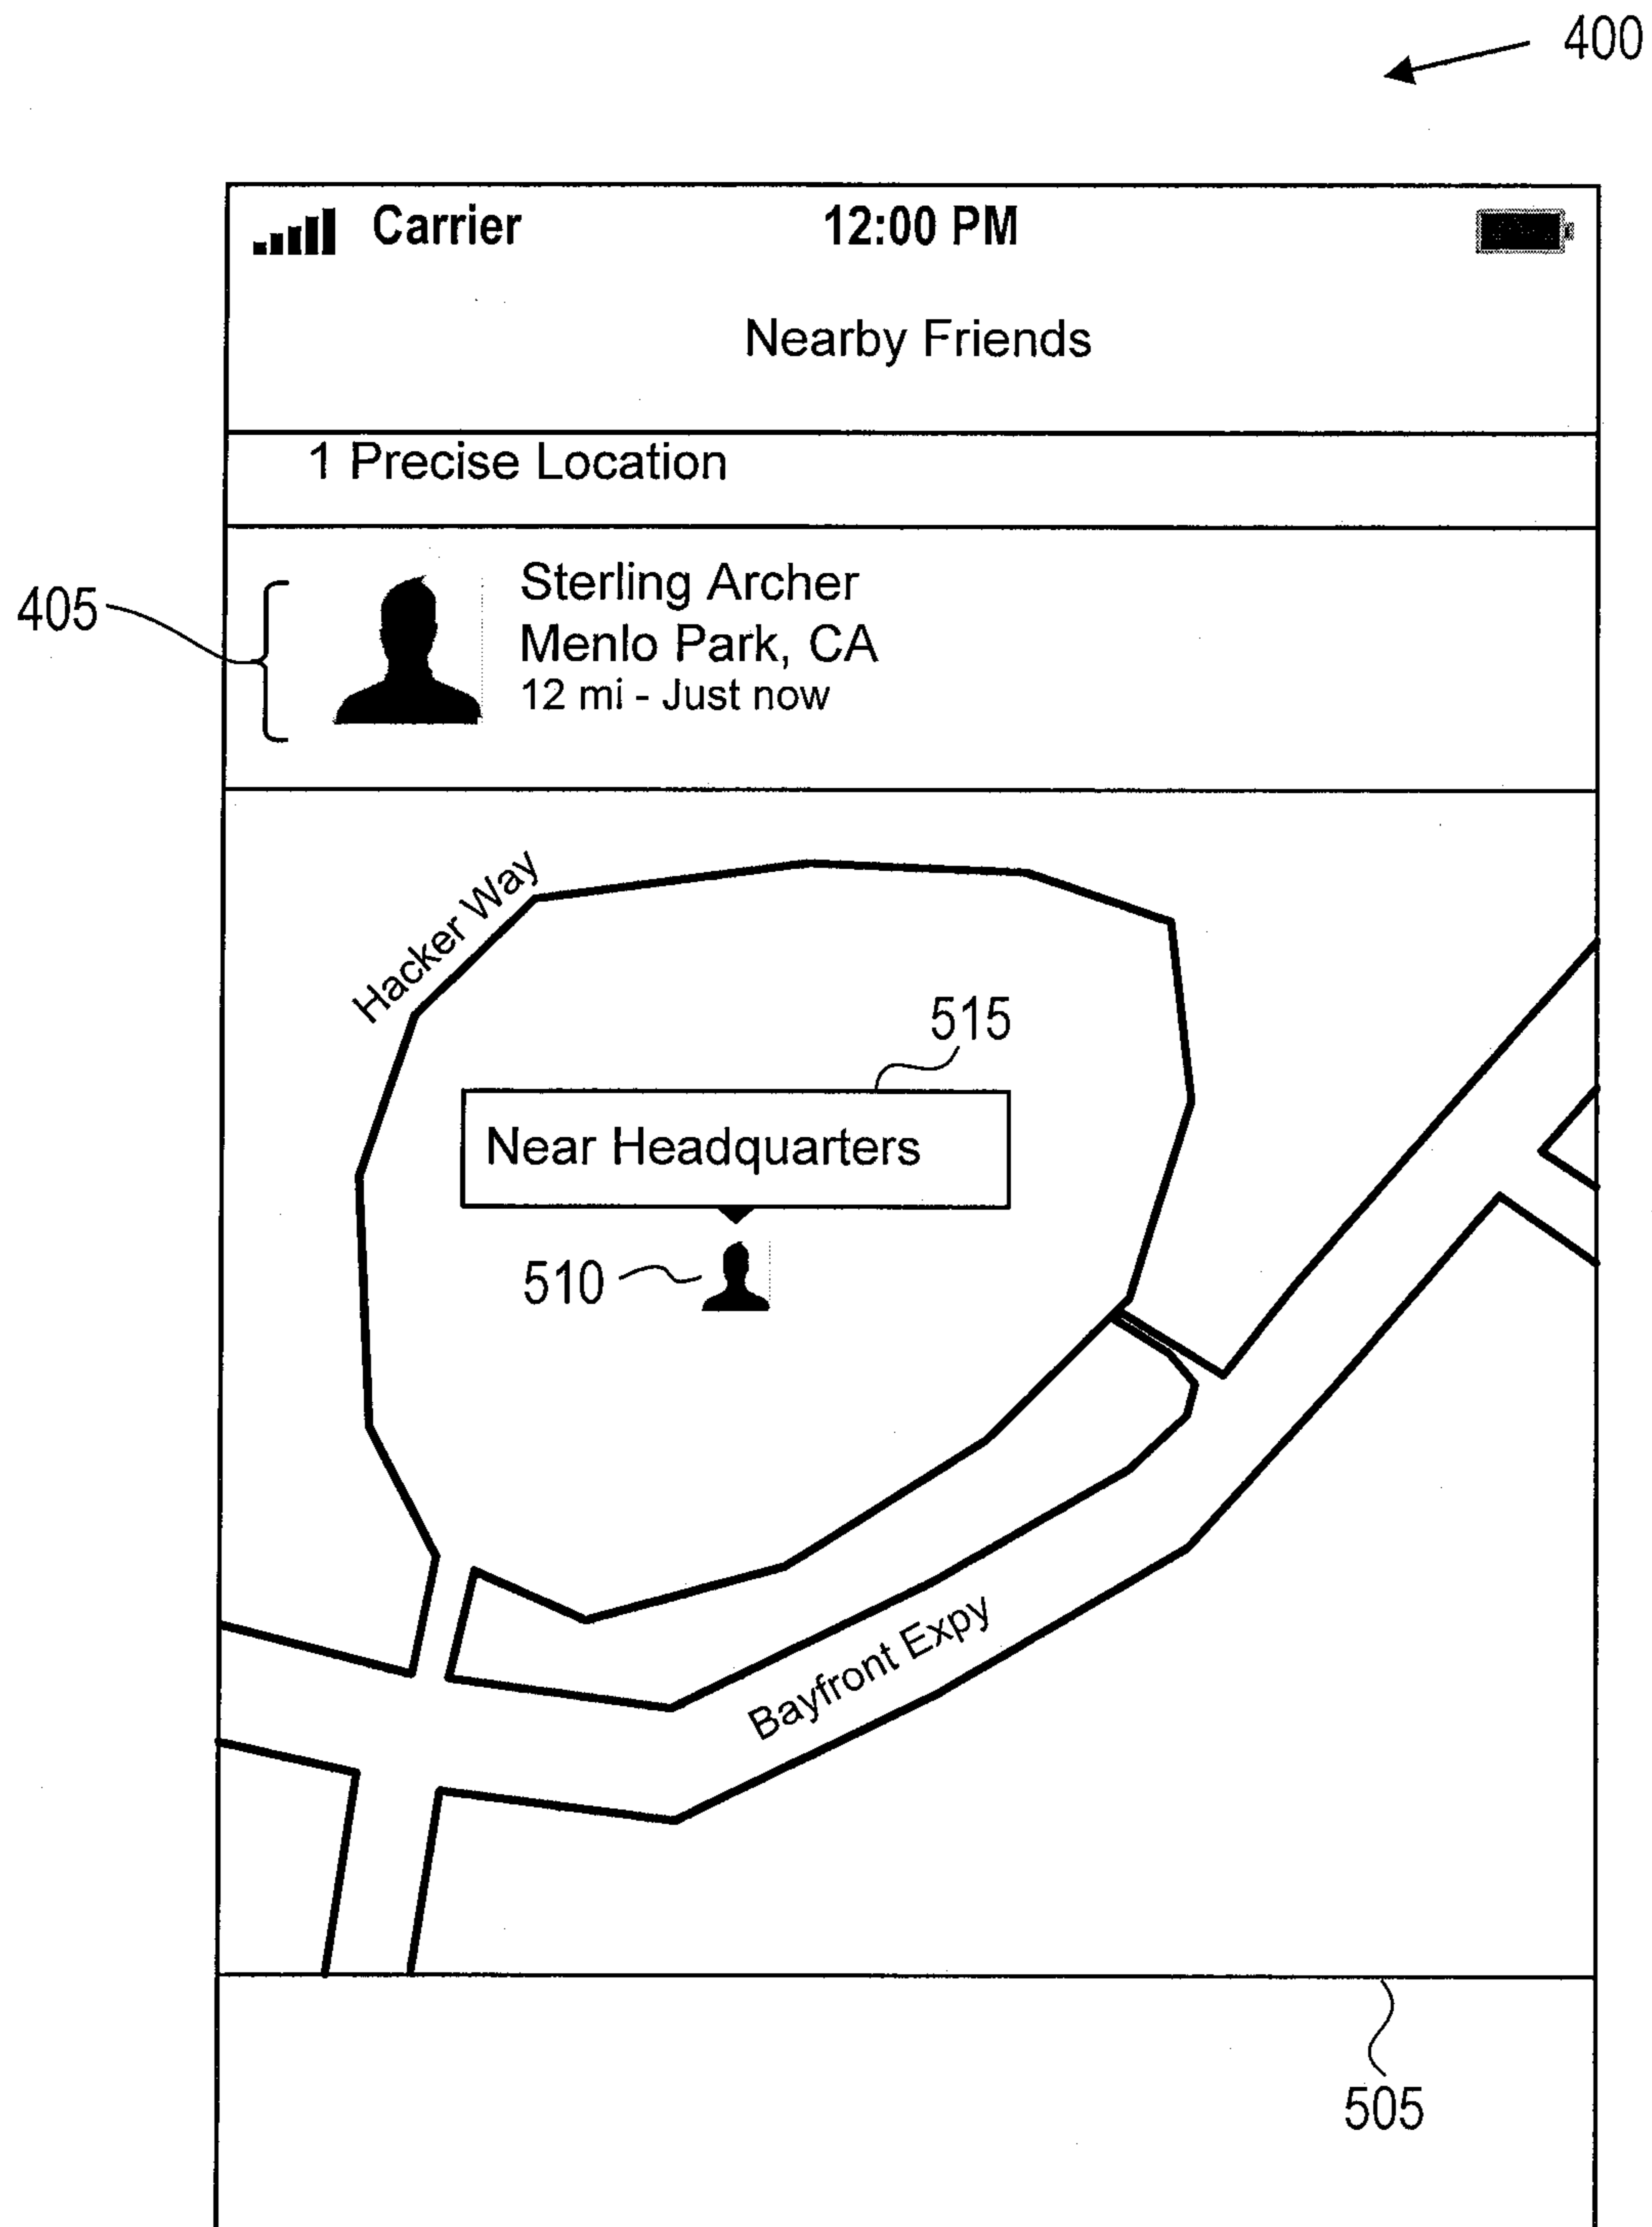 400
Carrier 12:00 PM
Nearby Friends
1 Precise Location
405
Sterling Archer
Menlo Park, CA
12 mi - Just now
Hacker Way
515
Near Headquarters
510
Bayfront Expy
505